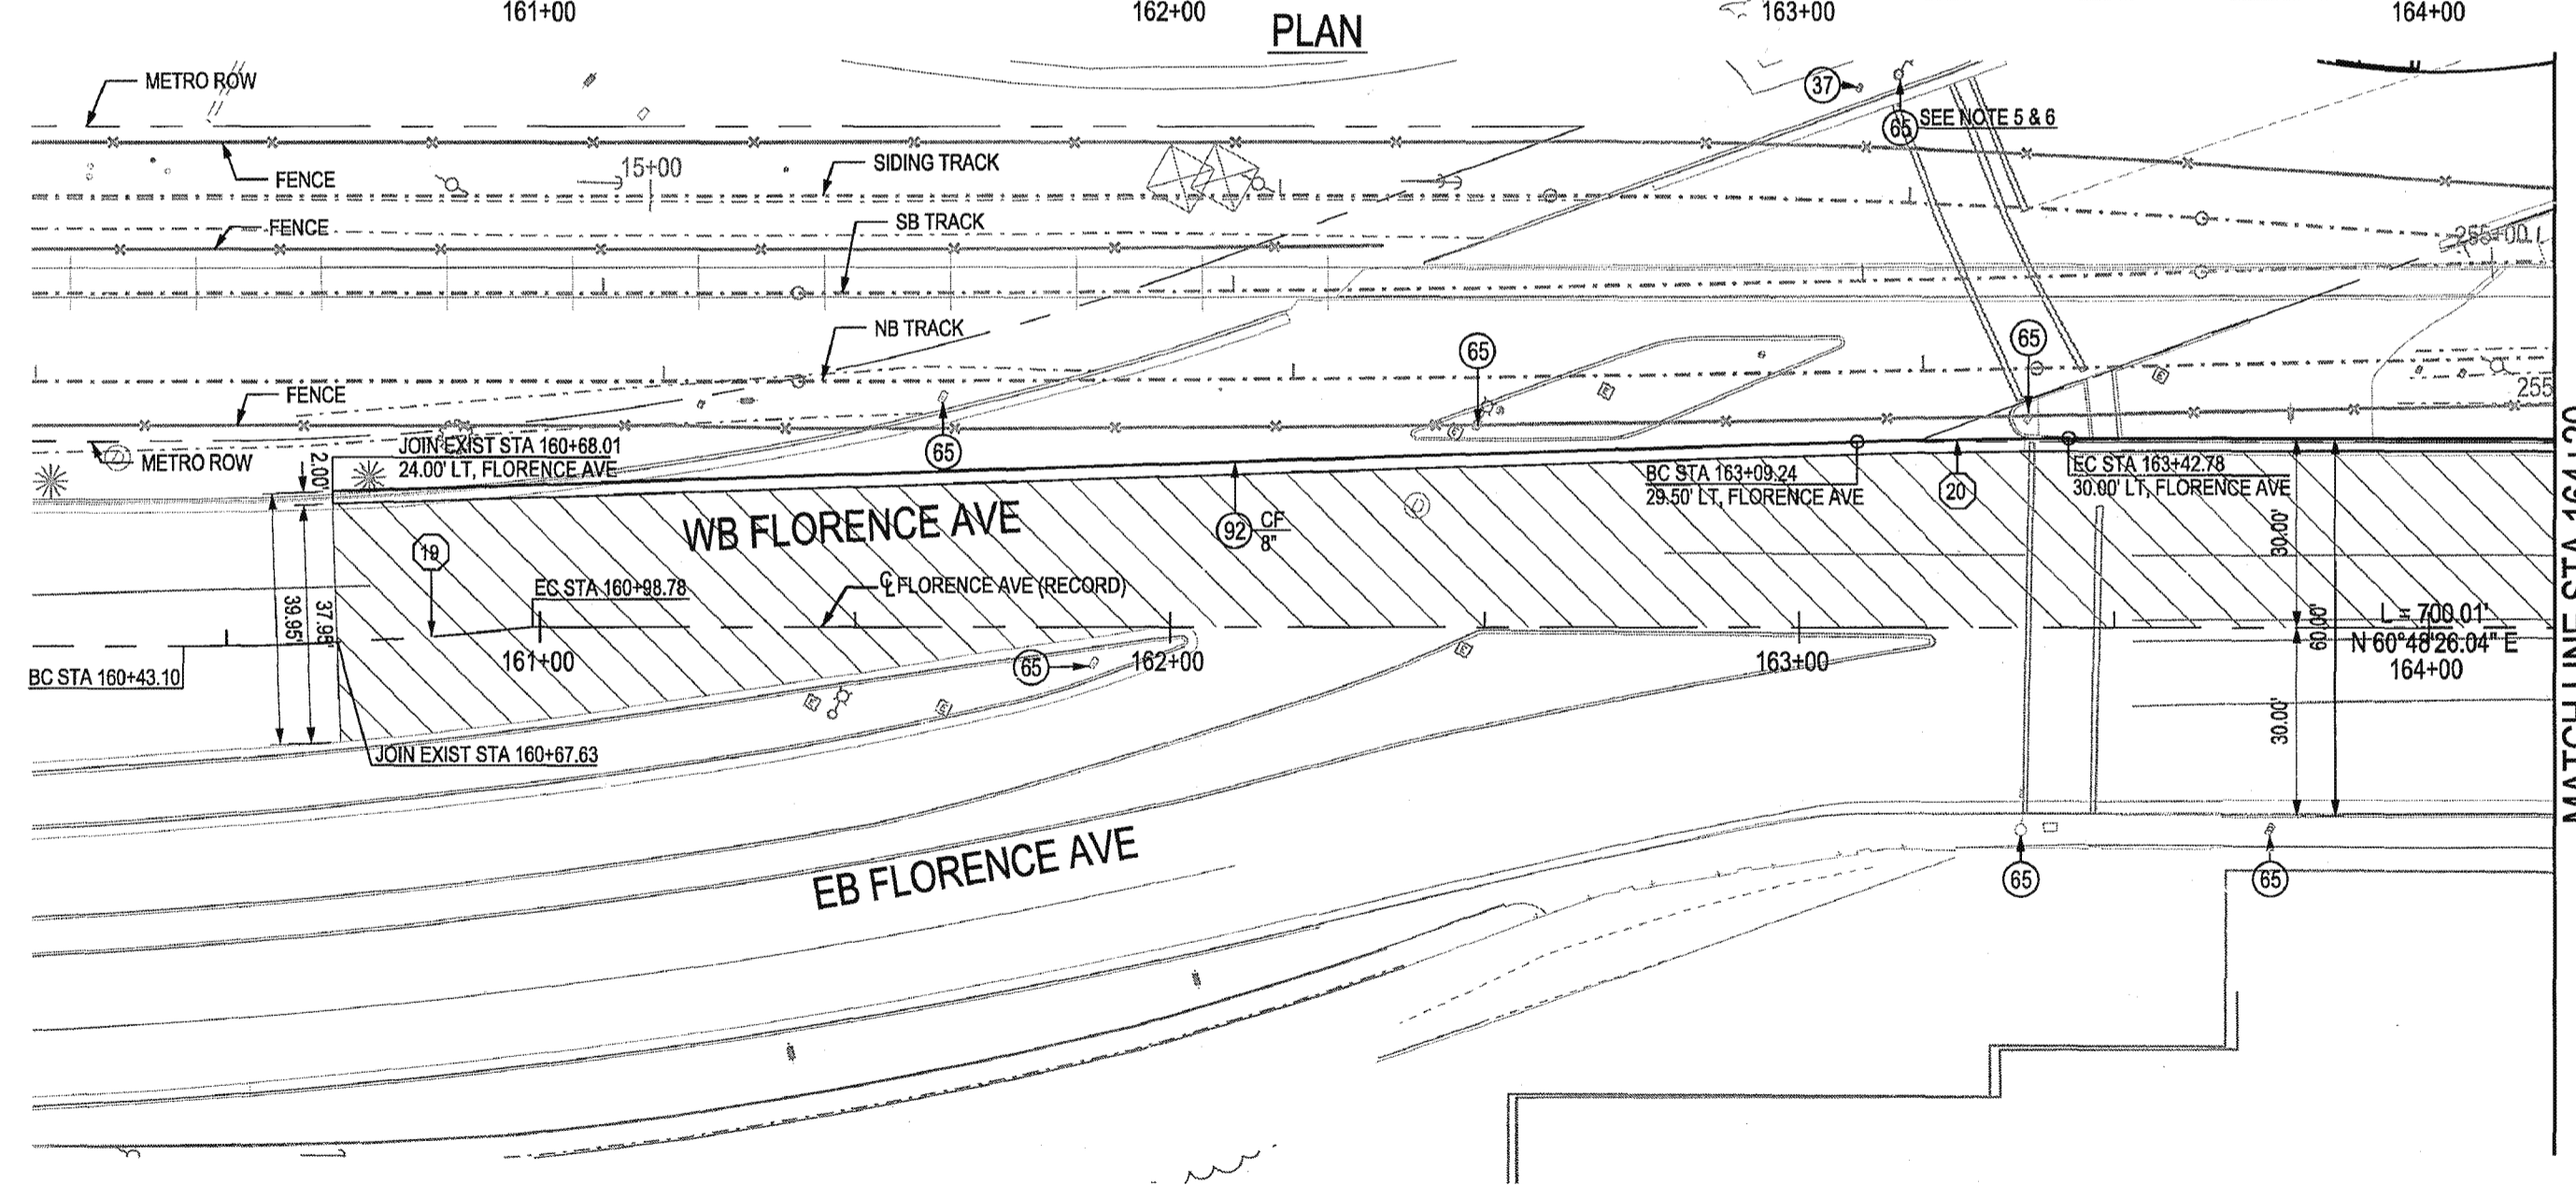 161+00
162+00
163+00
164+00
PLAN
METRO ROW
37
65
SEE NOTE 5 & 6
FENCE
15+00
SIDING TRACK
FENCE
SB TRACK
255+00
NB TRACK
65
65
FENCE
255
METRO ROW
JOIN EXIST STA 160+68.01
24.00' LT, FLORENCE AVE
2.00'
65
BC STA 163+09.24
29.50' LT, FLORENCE AVE
20
EC STA 163+42.78
30.00' LT, FLORENCE AVE
WB FLORENCE AVE
92
CF
8"
30.00'
19
EC STA 160+98.78
℄ FLORENCE AVE (RECORD)
39.95'
37.95'
60.00'
L = 700.01'
N 60°48'26.04" E
161+00
65
162+00
163+00
164+00
BC STA 160+43.10
JOIN EXIST STA 160+67.63
30.00'
EB FLORENCE AVE
65
65
E
E
E
E
E
MATCH LINE STA 164+20